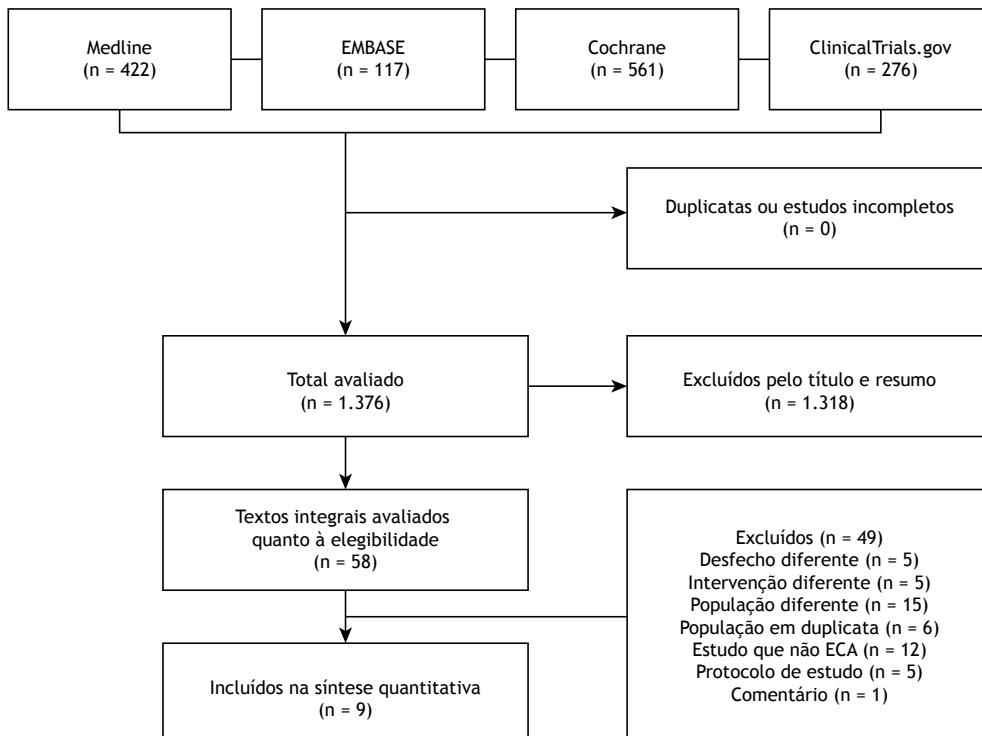 Medline
(n = 422)
EMBASE
(n = 117)
Cochrane
(n = 561)
ClinicalTrials.gov
(n = 276)
Duplicatas ou estudos incompletos
(n = 0)
Total avaliado
(n = 1.376)
Excluídos pelo título e resumo
(n = 1.318)
Textos integrais avaliados
quanto à elegibilidade
(n = 58)
Excluídos (n = 49)
Desfecho diferente (n = 5)
Intervenção diferente (n = 5)
População diferente (n = 15)
População em duplicata (n = 6)
Estudo que não ECA (n = 12)
Protocolo de estudo (n = 5)
Comentário (n = 1)
Incluídos na síntese quantitativa
(n = 9)